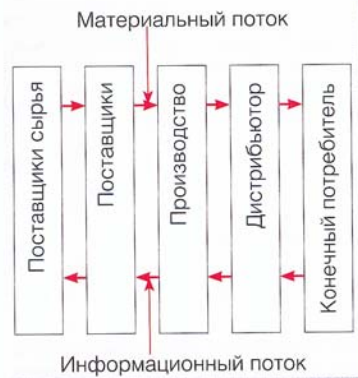 Материальный поток
Поставщики сырья
Поставщики
Производство
Дистрибьютор
Конечный потребитель
Информационный поток